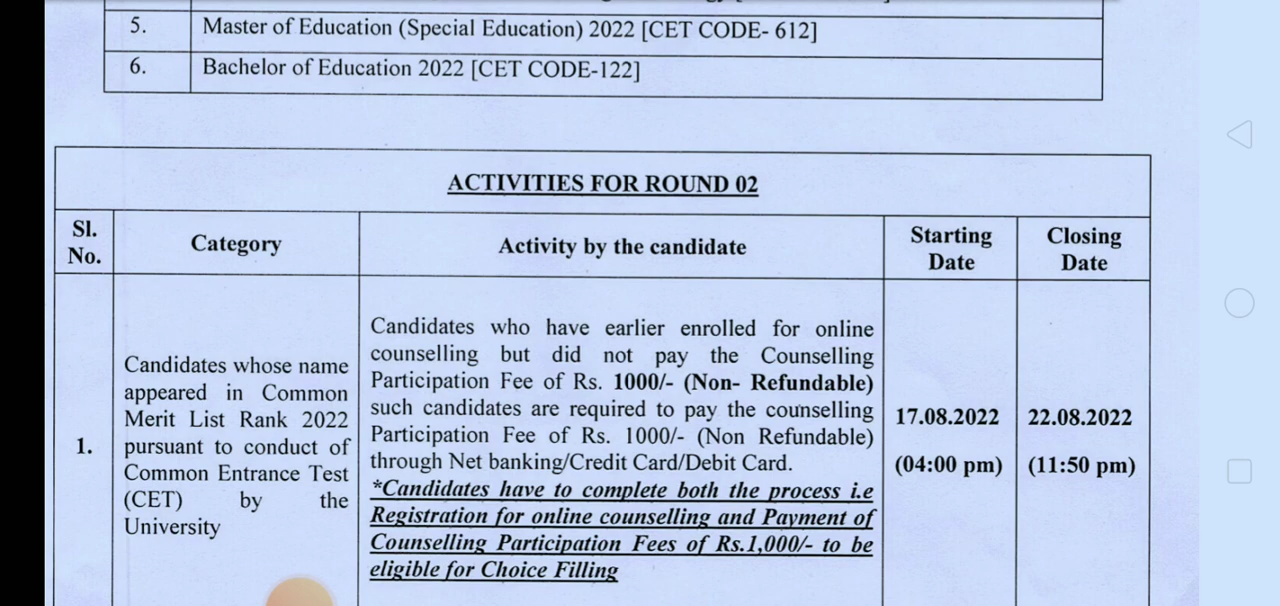 5. Master of Education (Special Education) 2022 [CET CODE- 612]
6. Bachelor of Education 2022 [CET CODE-122]
ACTIVITIES FOR ROUND 02
Sl. No.
Category
Activity by the candidate
Starting Date
Closing Date
1.
Candidates whose name
appeared in Common
Merit List Rank 2022
pursuant to conduct of
Common Entrance Test
(CET) by the
University
Candidates who have earlier enrolled for online
counselling but did not pay the Counselling
Participation Fee of Rs. 1000/- (Non- Refundable)
such candidates are required to pay the counselling
Participation Fee of Rs. 1000/- (Non Refundable)
through Net banking/Credit Card/Debit Card.
*Candidates have to complete both the process i.e
Registration for online counselling and Payment of
Counselling Participation Fees of Rs.1,000/- to be
eligible for Choice Filling
17.08.2022
(04:00 pm)
22.08.2022
(11:50 pm)